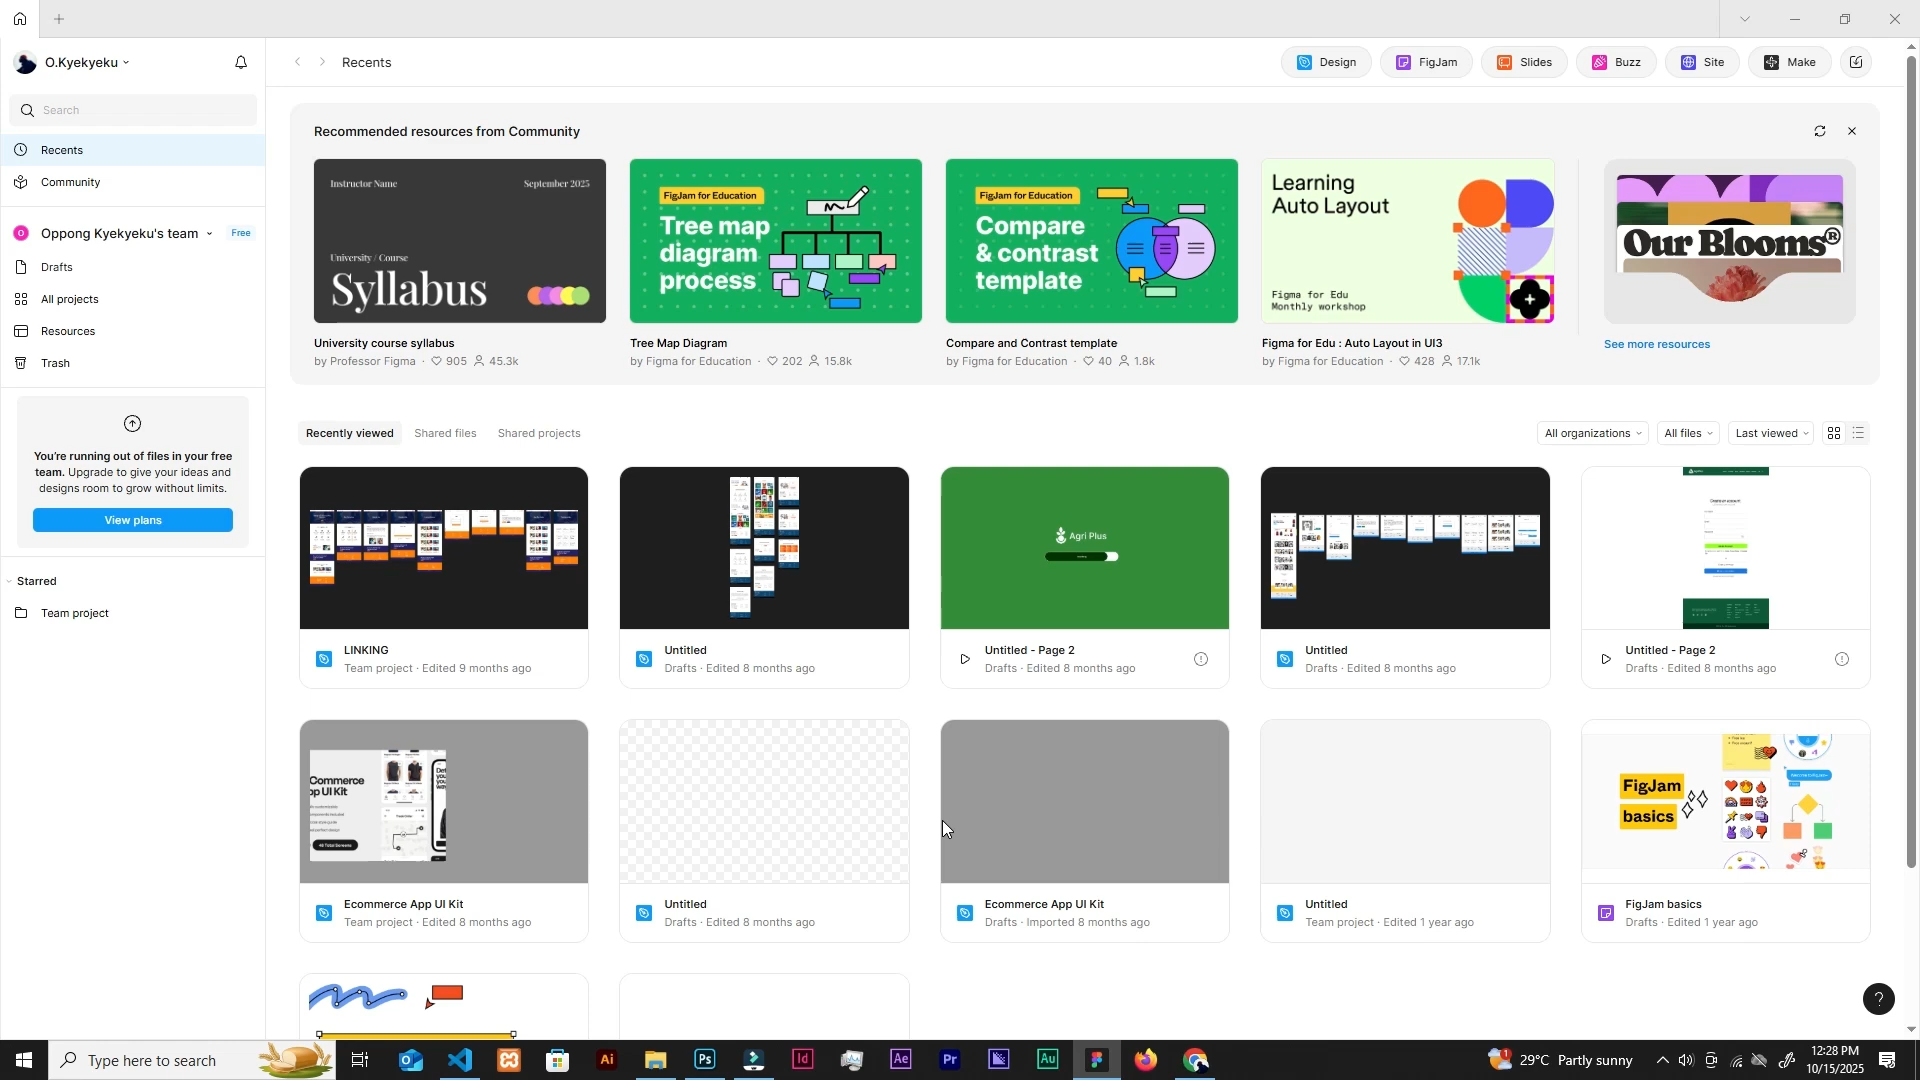 O.Kyekyeku
Search
Recents
Community
Oppong Kyekyeku's team
Free
Drafts
All projects
Resources
Trash
You're running out of files in your free
team. Upgrade to give your ideas and
designs room to grow without limits.
View plans
Starred
Team project
Recents
Design
FigJam
Slides
Buzz
Site
Make
Recommended resources from Community
Instructor Name
September 2025
University / Course
Syllabus
University course syllabus
by Professor Figma · 905 45.3k
FigJam for Education
Tree map
diagram
process
Tree Map Diagram
by Figma for Education · 202 15.8k
FigJam for Education
Compare
& contrast
template
Compare and Contrast template
by Figma for Education · 40 1.8k
Learning
Auto Layout
Figma for Edu
Monthly workshop
Figma for Edu : Auto Layout in UI3
by Figma for Education · 428 17.1k
Our Blooms®
See more resources
Recently viewed
Shared files
Shared projects
All organizations
All files
Last viewed
Agri Plus
LINKING
Team project · Edited 9 months ago
Untitled
Drafts · Edited 8 months ago
Untitled - Page 2
Drafts · Edited 8 months ago
Untitled
Drafts · Edited 8 months ago
Untitled - Page 2
Drafts · Edited 8 months ago
Commerce
pp UI Kit
Ecommerce App UI Kit
Team project · Edited 8 months ago
Untitled
Drafts · Edited 8 months ago
Ecommerce App UI Kit
Drafts · Imported 8 months ago
Untitled
Team project · Edited 1 year ago
FigJam
basics
FigJam basics
Drafts · Edited 1 year ago
?
Type here to search
Ai
Ps
Id
Ae
Pr
Au
29°C Partly sunny
12:28 PM
10/15/2025